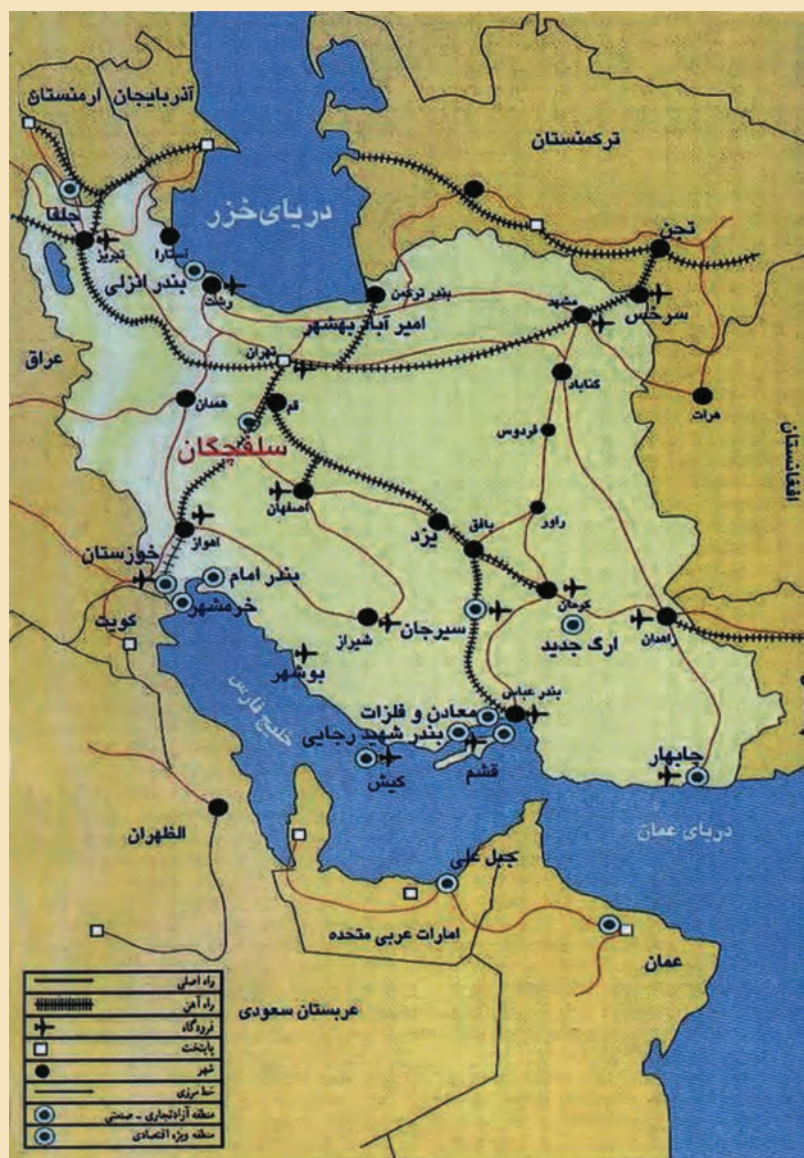 آذربایجان
ارمنستان
ترکمنستان
دریای خزر
جلفا
تبریز
آستارا
بندر انزلی
رشت
بندر ترکمن
امیر آباد بهشهر
تجن
سرخس
مشهد
عراق
تهران
همدان
قم
گناباد
هرات
سلفچگان
فردوس
افغانستان
اصفهان
راور
یزد
بافق
اهواز
خوزستان
بندر امام
خرمشهر
کویت
شیراز
سیرجان
کرمان
ارگ جدید
زاهدان
بوشهر
خلیج فارس
بندر عباس
معادن و فلزات
بندر شهید رجایی
قشم
کیش
چابهار
دریای عمان
الظهران
جبل علی
امارات عربی متحده
عمان
عربستان سعودی
راه اصلی
راه آهن
فرودگاه
پایتخت
شهر
خط مرزی
منطقه آزاد تجاری - صنعتی
منطقه ویژه اقتصادی